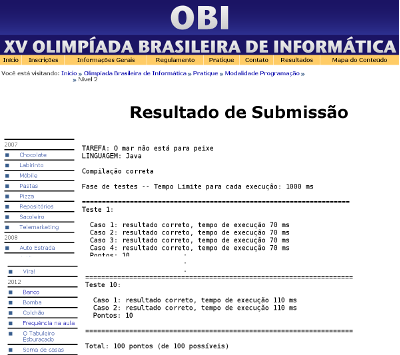 OBI
XV OLIMPÍADA BRASILEIRA DE INFORMÁTICA
Início Inscrições Informações Gerais Regulamento Pratique Contato Resultados Mapa do Conteúdo
Você está visitando: Início » Olimpíada Brasileira de Informática » Pratique » Modalidade Programação »
» Nível 2
Resultado de Submissão
2007
Chocolate
Labirinto
Móbile
Pastas
Pizza
Repositórios
Sacoleiro
Telemarketing
2008
Auto Estrada
Viral
2012
Banco
Bomba
Colchão
Frequência na aula
O Tabuleiro
Esburacado
Soma de casas
TAREFA: O mar não está para peixe
LINGUAGEM: Java
Compilação correta
Fase de testes -- Tempo Limite para cada execução: 1000 ms
Teste 1:
Caso 1: resultado correto, tempo de execução 70 ms
Caso 2: resultado correto, tempo de execução 70 ms
Caso 3: resultado correto, tempo de execução 70 ms
Caso 4: resultado correto, tempo de execução 70 ms
Pontos: 10
.
.
.
Teste 10:
Caso 1: resultado correto, tempo de execução 110 ms
Caso 2: resultado correto, tempo de execução 110 ms
Pontos: 10
Total: 100 pontos (de 100 possíveis)